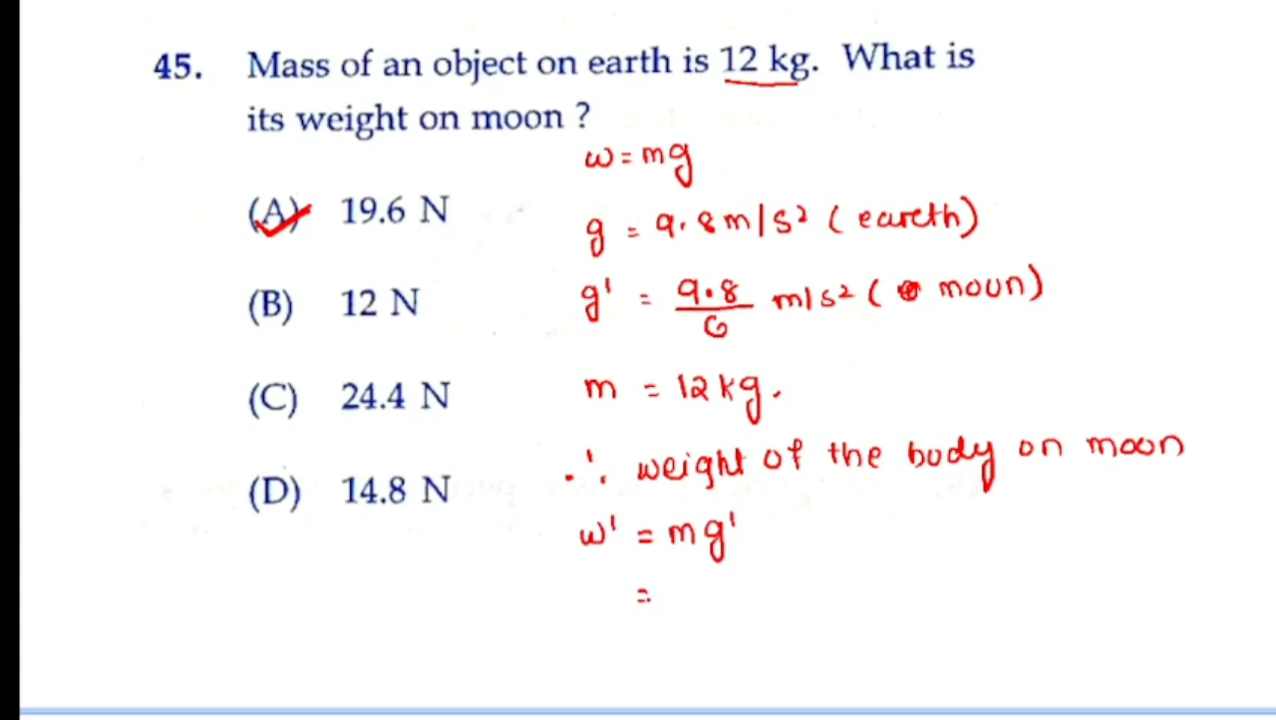 45. Mass of an object on earth is 12 kg. What is
its weight on moon ?
w = mg
(A) 19.6 N
g = 9.8 m/s² (eareth)
(B) 12 N
g' = 9.8/6 m/s² ( moon)
(C) 24.4 N
m = 12 kg.
∴ weight of the body on moon
(D) 14.8 N
w' = mg'
=